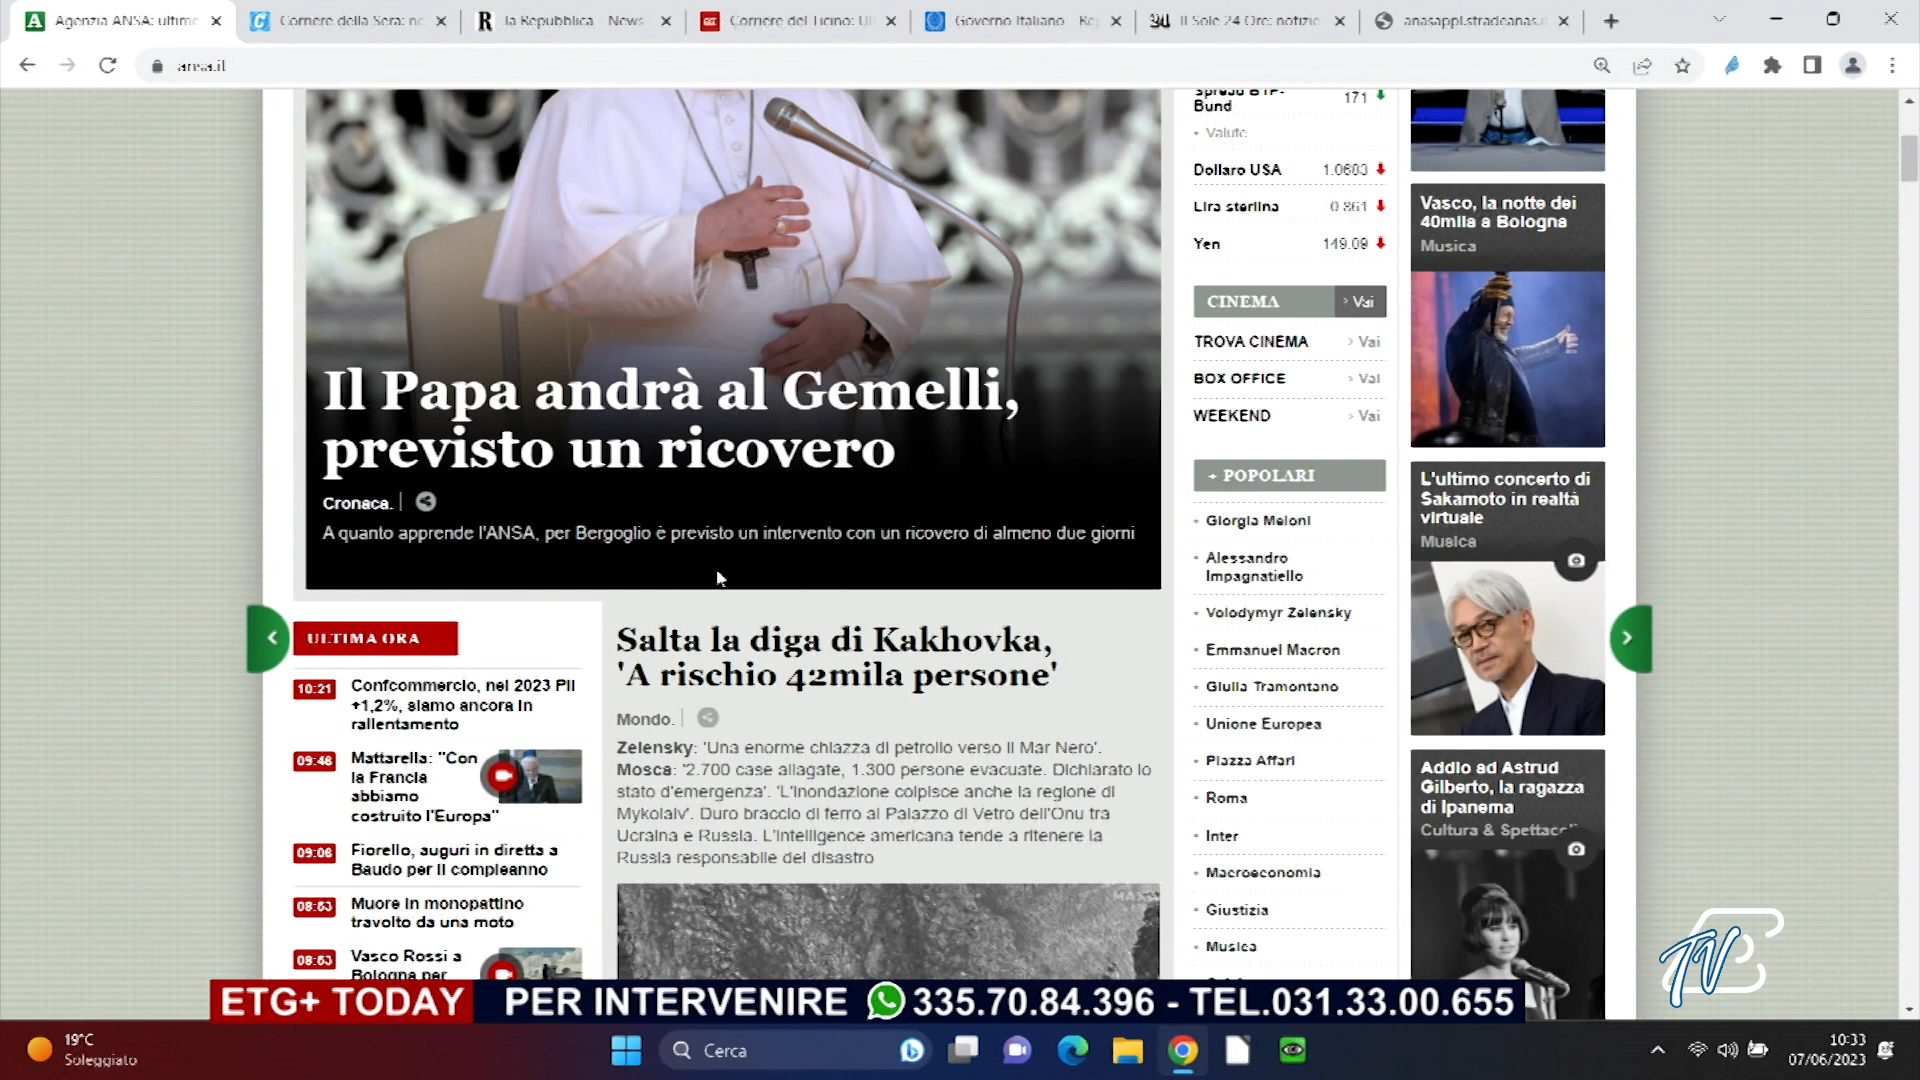 Agenzia ANSA: ultime
Corriere della Sera: ne
la Repubblica - News
Corriere del Ticino: Ul
Governo Italiano - Re
Il Sole 24 Ore: notizie
anasappl.stradeanas.
ansa.it
Il Papa andrà al Gemelli,
previsto un ricovero
Cronaca.
A quanto apprende l'ANSA, per Bergoglio è previsto un intervento con un ricovero di almeno due giorni
ULTIMA ORA
10:21 Confcommercio, nel 2023 Pil
+1,2%, siamo ancora in
rallentamento
09:46 Mattarella: "Con
la Francia
abbiamo
costruito l'Europa"
09:06 Fiorello, auguri in diretta a
Baudo per il compleanno
08:53 Muore in monopattino
travolto da una moto
08:53 Vasco Rossi a
Bologna per
Salta la diga di Kakhovka,
'A rischio 42mila persone'
Mondo.
Zelensky: 'Una enorme chiazza di petrolio verso il Mar Nero'.
Mosca: '2.700 case allagate, 1.300 persone evacuate. Dichiarato lo
stato d'emergenza'. 'L'inondazione colpisce anche la regione di
Mykolaiv'. Duro braccio di ferro al Palazzo di Vetro dell'Onu tra
Ucraina e Russia. L'intelligence americana tende a ritenere la
Russia responsabile del disastro
Spread BTP-
Bund 171
Valute
Dollaro USA 1.0683
Lira sterlina 0.861
Yen 149.09
CINEMA › Vai
TROVA CINEMA › Vai
BOX OFFICE › Vai
WEEKEND › Vai
+ POPOLARI
Giorgia Meloni
Alessandro
Impagnatiello
Volodymyr Zelensky
Emmanuel Macron
Giulia Tramontano
Unione Europea
Piazza Affari
Roma
Inter
Macroeconomia
Giustizia
Musica
Vasco, la notte dei
40mila a Bologna
Musica
L'ultimo concerto di
Sakamoto in realtà
virtuale
Musica
Addio ad Astrud
Gilberto, la ragazza
di Ipanema
Cultura & Spettacoli
ETG+ TODAY PER INTERVENIRE 335.70.84.396 - TEL.031.33.00.655
TV
19°C
Soleggiato
Cerca
10:33
07/06/2023